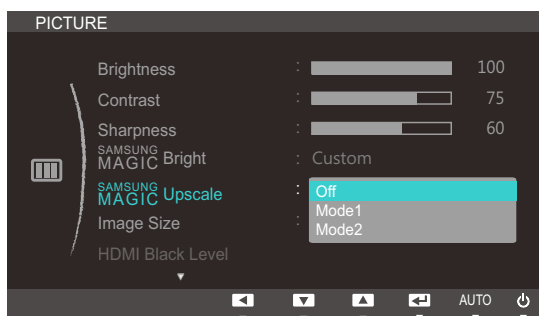 PICTURE
Brightness : 100
Contrast : 75
Sharpness : 60
SAMSUNG MAGIC Bright : Custom
SAMSUNG MAGIC Upscale : Off
Mode1
Image Size :
Mode2
HDMI Black Level
AUTO